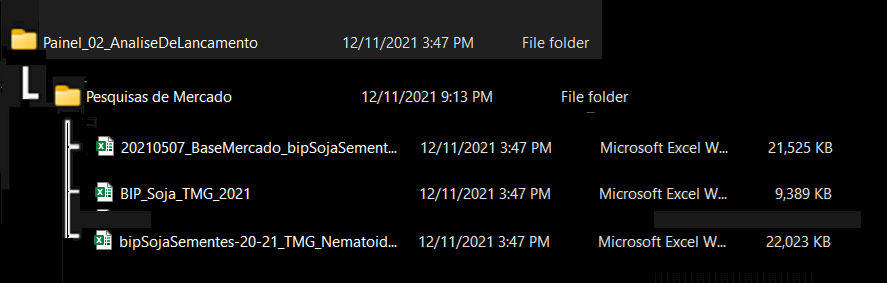 Painel_02_AnaliseDeLancamento 12/11/2021 3:47 PM File folder
Pesquisas de Mercado 12/11/2021 9:13 PM File folder
20210507_BaseMercado_bipSojaSement... 12/11/2021 3:47 PM Microsoft Excel W... 21,525 KB
BIP_Soja_TMG_2021 12/11/2021 3:47 PM Microsoft Excel W... 9,389 KB
bipSojaSementes-20-21_TMG_Nematoid... 12/11/2021 3:47 PM Microsoft Excel W... 22,023 KB